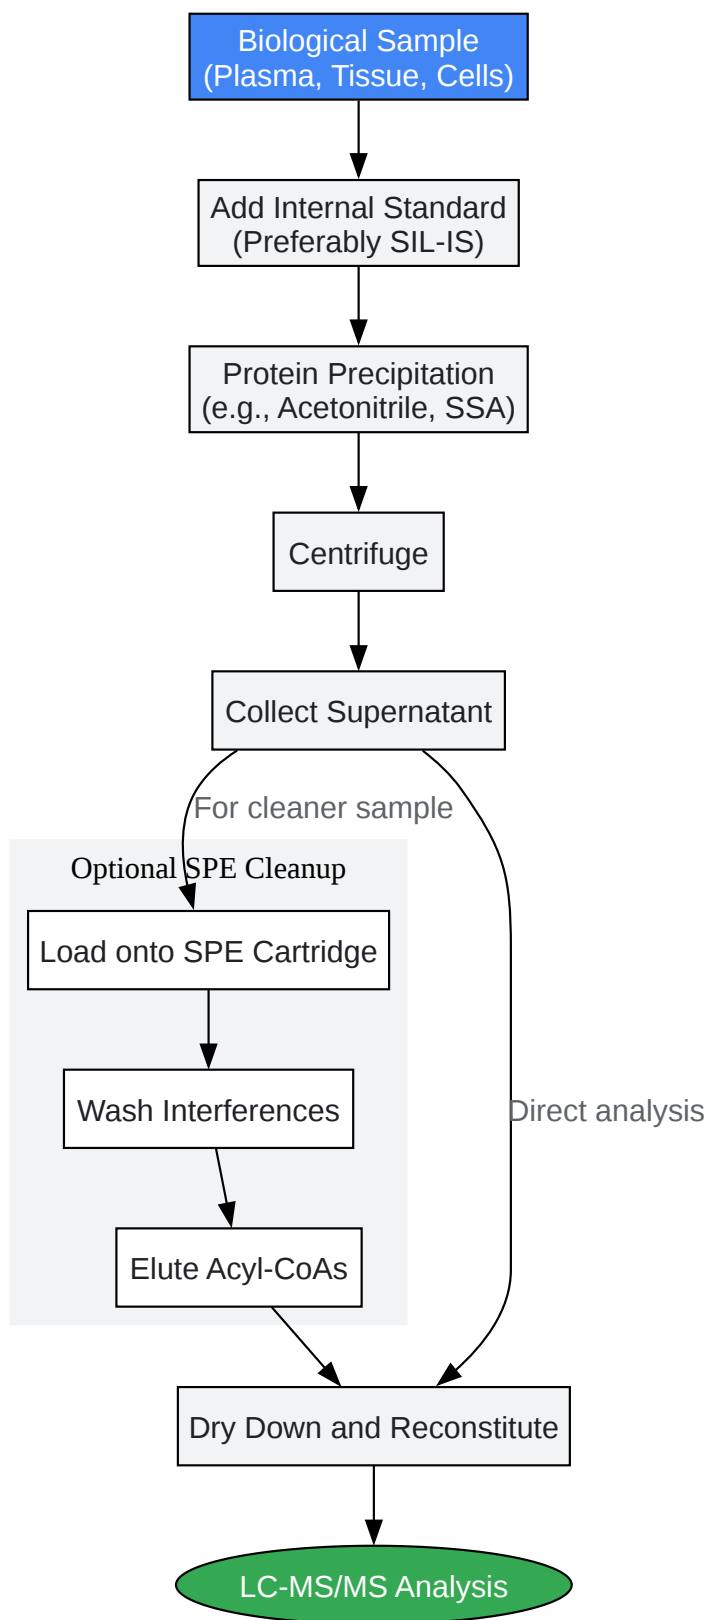 Biological Sample
(Plasma, Tissue, Cells)
Add Internal Standard
(Preferably SIL-IS)
Protein Precipitation
(e.g., Acetonitrile, SSA)
Centrifuge
Collect Supernatant
For cleaner sample
Optional SPE Cleanup
Load onto SPE Cartridge
Wash Interferences
Direct analysis
Elute Acyl-CoAs
Dry Down and Reconstitute
LC-MS/MS Analysis